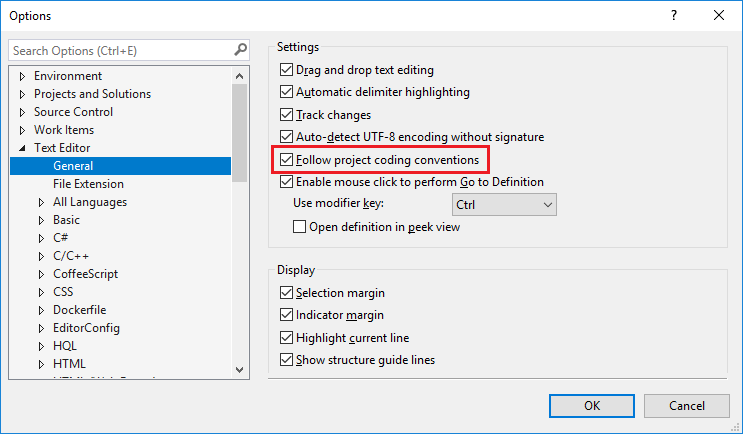 Options
?
Search Options (Ctrl+E)
Environment
Projects and Solutions
Source Control
Work Items
Text Editor
General
File Extension
All Languages
Basic
C#
C/C++
CoffeeScript
CSS
Dockerfile
EditorConfig
HQL
HTML
Settings
Drag and drop text editing
Automatic delimiter highlighting
Track changes
Auto-detect UTF-8 encoding without signature
Follow project coding conventions
Enable mouse click to perform Go to Definition
Use modifier key: Ctrl
Open definition in peek view
Display
Selection margin
Indicator margin
Highlight current line
Show structure guide lines
OK Cancel